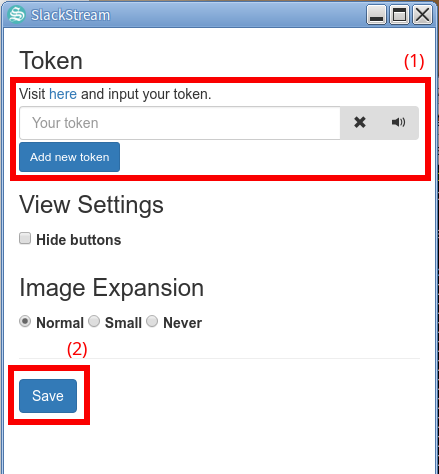 SlackStream
Token
(1)
Visit here and input your token.
Your token
Add new token
View Settings
Hide buttons
Image Expansion
Normal Small Never
(2)
Save